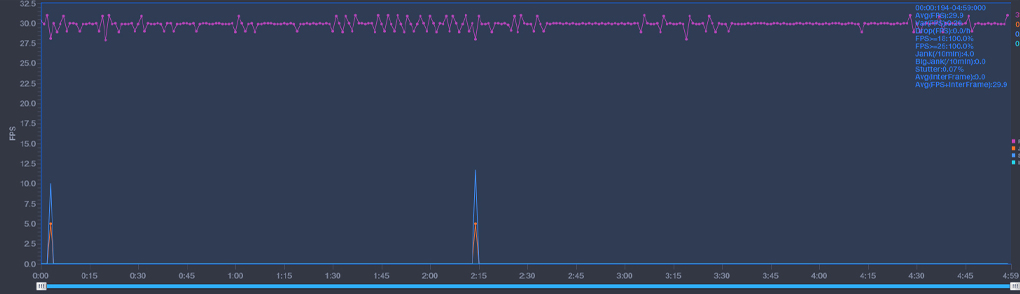 32.5
30.0
27.5
25.0
22.5
20.0
17.5
15.0
12.5
10.0
7.5
5.0
2.5
0.0
FPS
00:00:194-04:59:000
Avg(FPS):29.9
Drop(FPS):0.0/h
FPS>=18:100.0%
FPS>=25:100.0%
Jank(/10min):4.0
BigJank(/10min):0.0
Stutter:0.07%
Avg(InterFrame):0.0
Avg(FPS+InterFrame):29.9
0:00 0:15 0:30 0:45 1:00 1:15 1:30 1:45 2:00 2:15 2:30 2:45 3:00 3:15 3:30 3:45 4:00 4:15 4:30 4:45 4:59